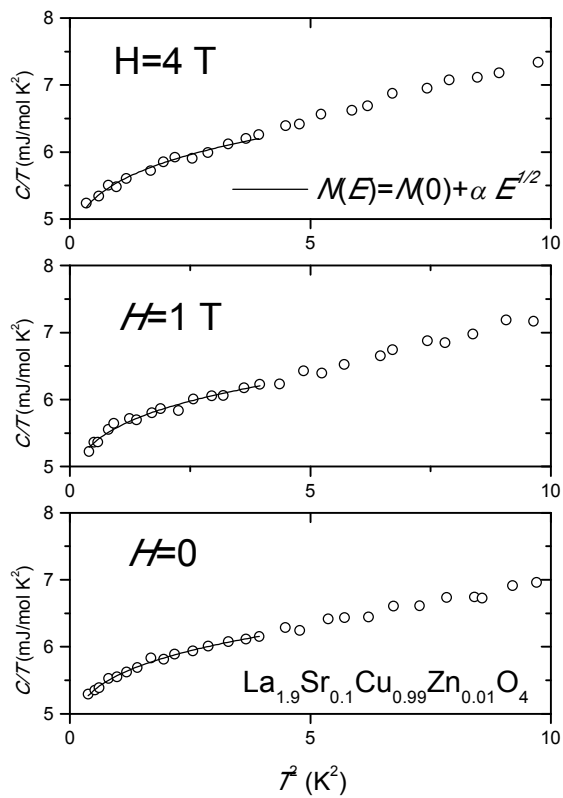 8
7
6
5
C/T (mJ/mol K²)
H=4 T
N(E)=N(0)+α E^{1/2}
0 5 10
8
7
6
5
C/T (mJ/mol K²)
H=1 T
0 5 10
8
7
6
5
C/T (mJ/mol K²)
H=0
La₁.₉Sr₀.₁Cu₀.₉₉Zn₀.₀₁O₄
0 5 10
T² (K²)